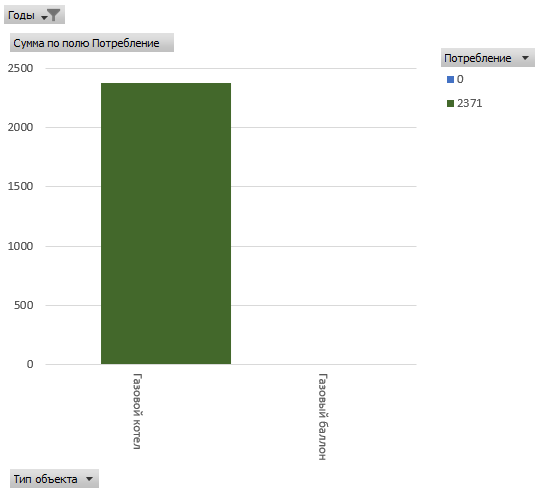 Годы
Сумма по полю Потребление
Потребление
0
2371
2500
2000
1500
1000
500
0
Газовой котел
Газовый баллон
Тип объекта